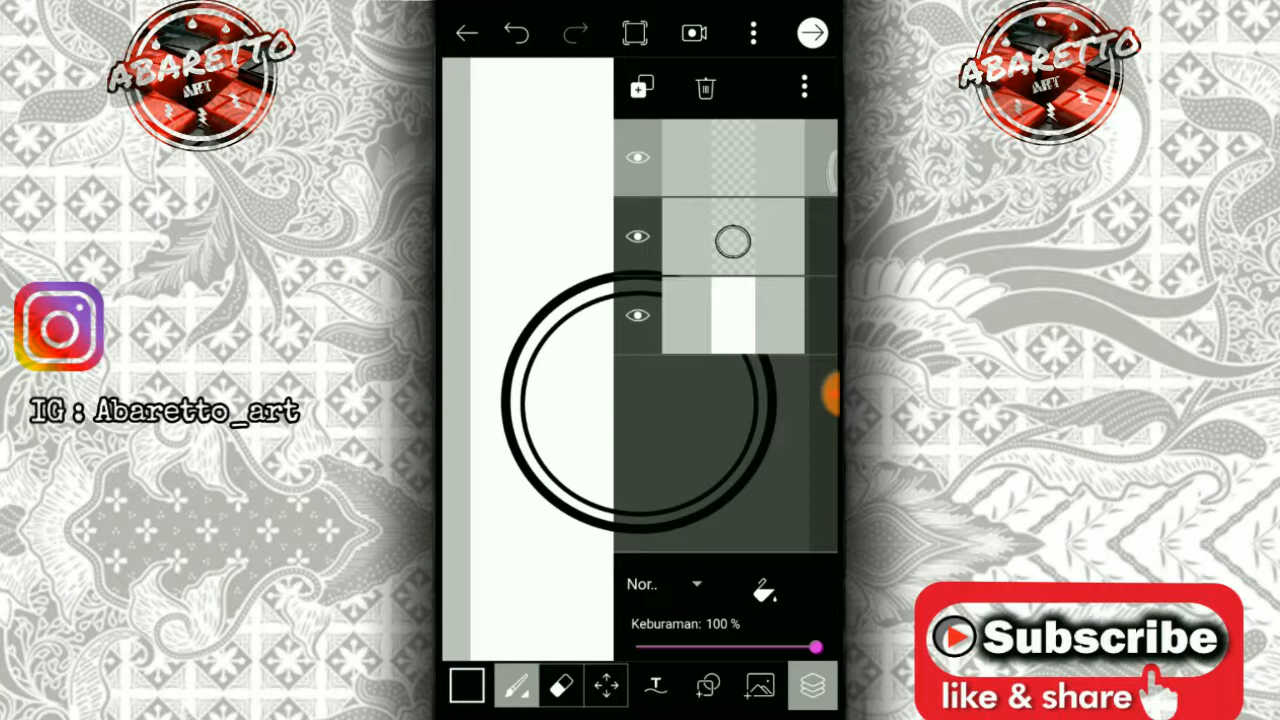 ABARETTO
ART
ABARETTO
ART
IG : Abaretto_art
Nor..
Keburaman: 100 %
T
Subscribe
like & share